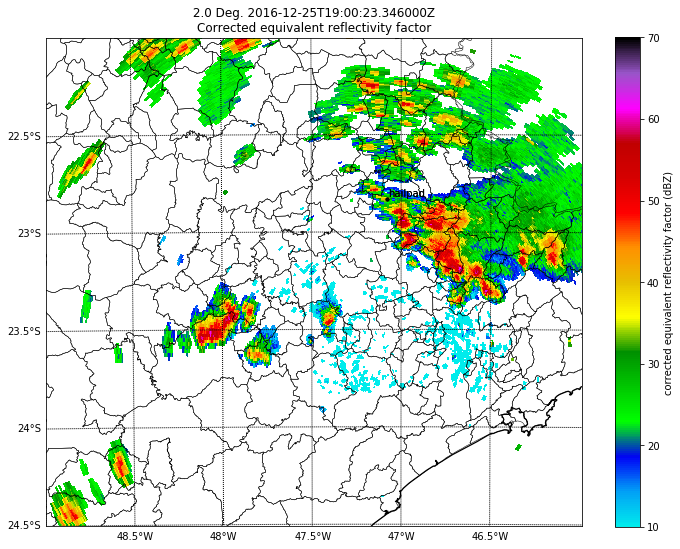 2.0 Deg. 2016-12-25T19:00:23.346000Z
Corrected equivalent reflectivity factor
22.5°S
23°S
23.5°S
24°S
24.5°S
48.5°W
48°W
47.5°W
47°W
46.5°W
70
60
50
40
30
20
10
corrected equivalent reflectivity factor (dBZ)